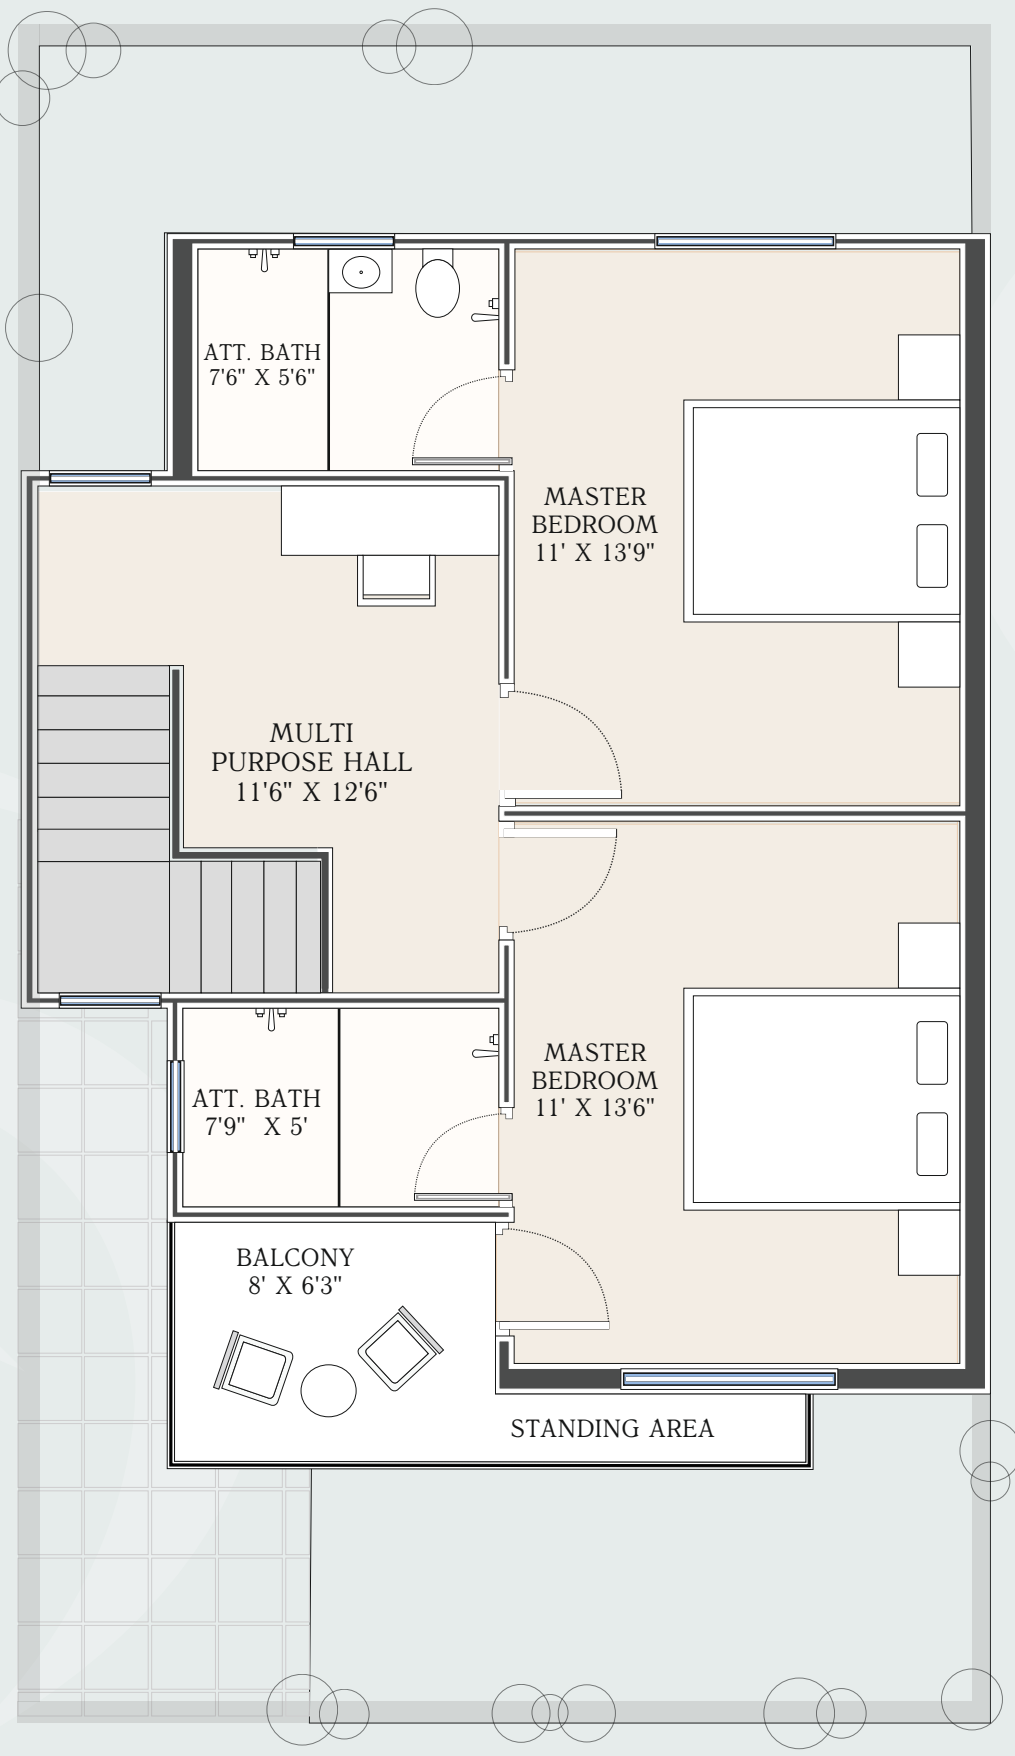 ATT. BATH
7'6" X 5'6"
MASTER
BEDROOM
11' X 13'9"
MULTI
PURPOSE HALL
11'6" X 12'6"
MASTER
BEDROOM
11' X 13'6"
ATT. BATH
7'9" X 5'
BALCONY
8' X 6'3"
STANDING AREA